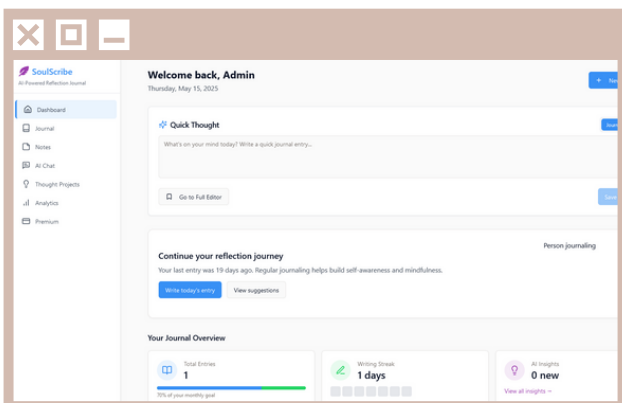 SoulScribe
AI-Powered Reflection Journal
Dashboard
Journal
Notes
AI Chat
Thought Projects
Analytics
Premium
Welcome back, Admin
Thursday, May 15, 2025
Quick Thought
What's on your mind today? Write a quick journal entry...
Go to Full Editor
Save
Person journaling
Continue your reflection journey
Your last entry was 19 days ago. Regular journaling helps build self-awareness and mindfulness.
Write today's entry
View suggestions
Your Journal Overview
Total Entries
1
70% of your monthly goal
Writing Streak
1 days
AI Insights
0 new
View all insights →